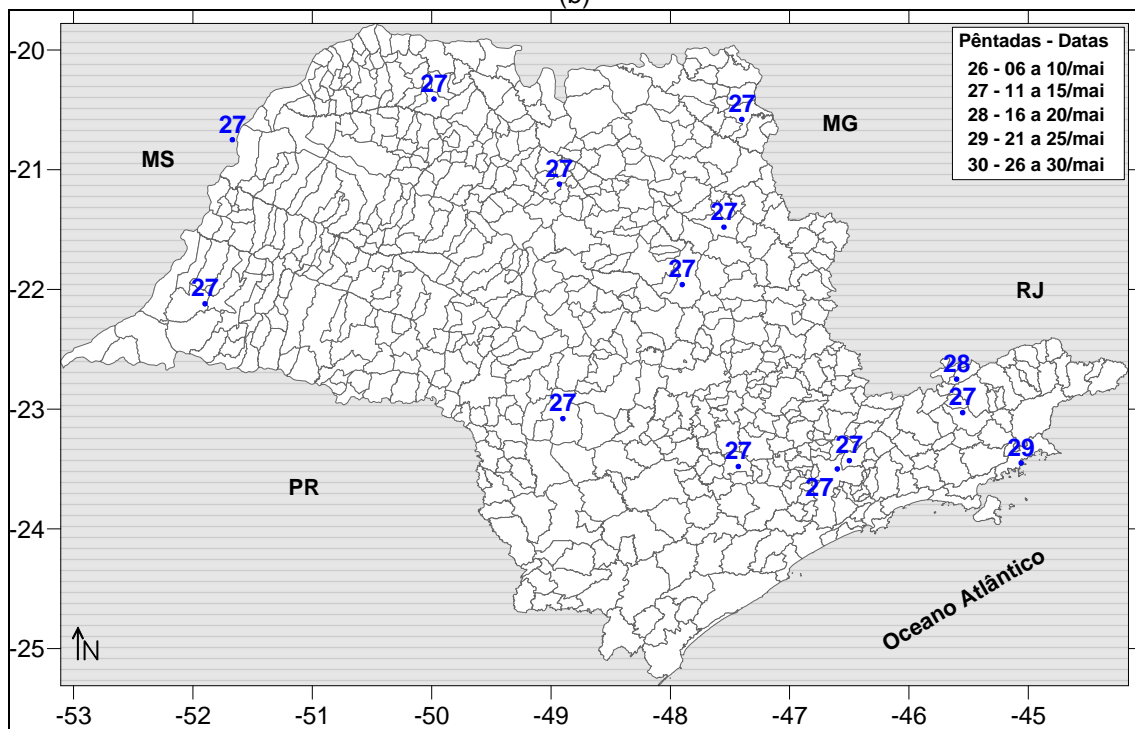 (b)
-20
-21
-22
-23
-24
-25
Pêntadas - Datas
26 - 06 a 10/mai
27 - 11 a 15/mai
28 - 16 a 20/mai
29 - 21 a 25/mai
30 - 26 a 30/mai
27
27
MG
27
MS
27
27
27
27
RJ
28
27
27
27
27
29
PR
27
Oceano Atlântico
N
-53
-52
-51
-50
-49
-48
-47
-46
-45